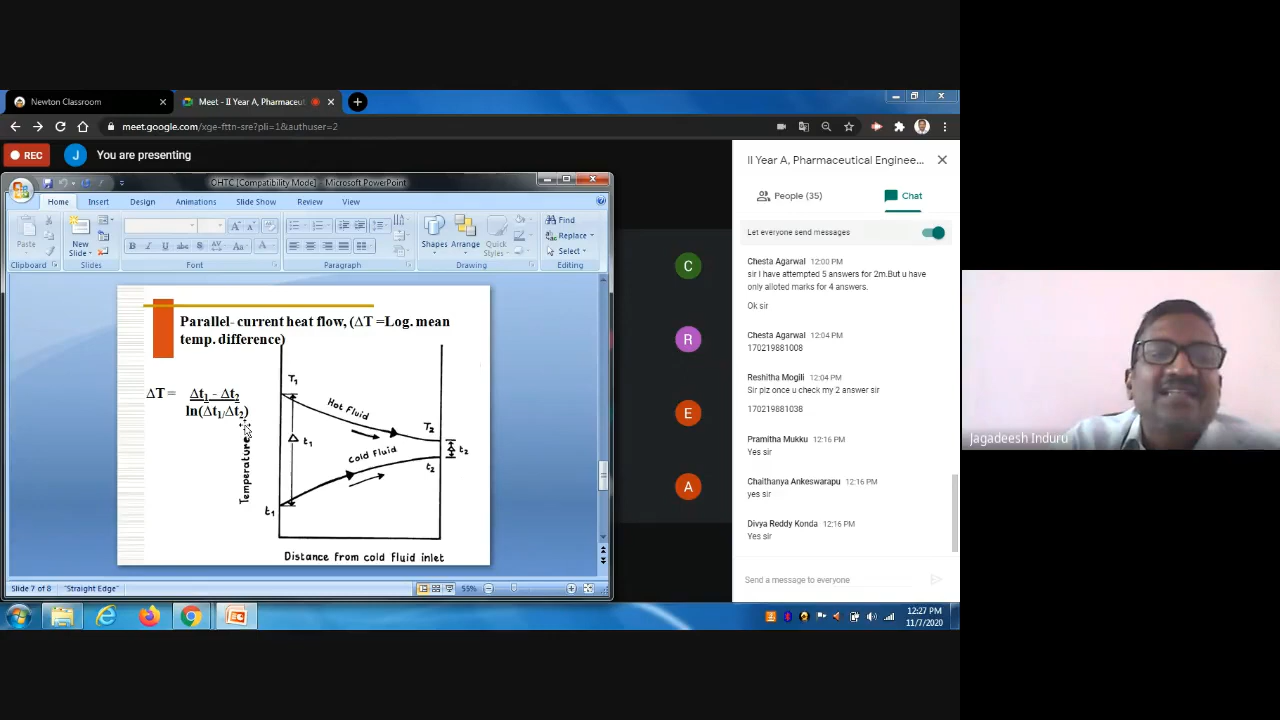 Newton Classroom
Meet - II Year A, Pharmaceut
meet.google.com/xge-fttn-sre?pli=1&authuser=2
REC
J
You are presenting
OHTC [Compatibility Mode] - Microsoft PowerPoint
Home
Insert
Design
Animations
Slide Show
Review
View
Paste
New
Slide
Shapes
Arrange
Quick
Styles
Find
Replace
Select
Clipboard
Slides
Font
Paragraph
Drawing
Editing
Parallel- current heat flow, (ΔT =Log. mean
temp. difference)
ΔT = Δt1 - Δt2
ln(Δt1/Δt2)
T1
Hot Fluid
T2
Δ t1
Δ t2
Cold Fluid
t2
t1
Temperature
Distance from cold Fluid inlet
Slide 7 of 8
"Straight Edge"
55%
C
R
E
A
II Year A, Pharmaceutical Enginee...
People (35)
Chat
Let everyone send messages
Chesta Agarwal 12:00 PM
sir I have attempted 5 answers for 2m.But u have
only alloted marks for 4 answers.
Ok sir
Chesta Agarwal 12:04 PM
170219881008
Reshitha Mogili 12:04 PM
Sir plz once u check my 2 answer sir
170219881038
Pramitha Mukku 12:16 PM
Yes sir
Chaithanya Ankeswarapu 12:16 PM
yes sir
Divya Reddy Konda 12:16 PM
Yes sir
Send a message to everyone
12:27 PM
11/7/2020
Jagadeesh Induru